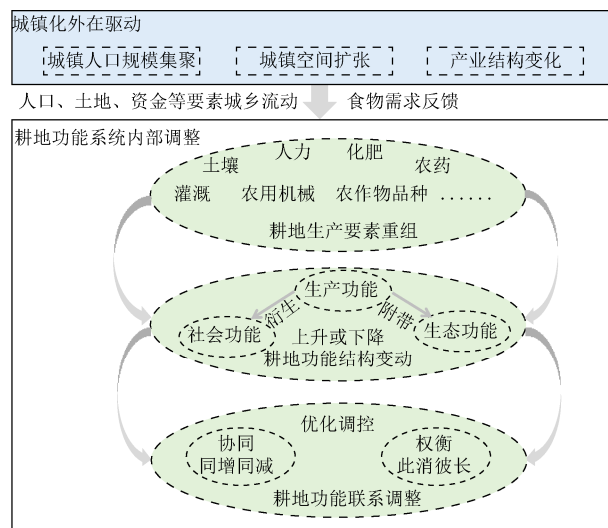 城镇化外在驱动
城镇人口规模集聚
城镇空间扩张
产业结构变化
人口、土地、资金等要素城乡流动
食物需求反馈
耕地功能系统内部调整
土壤 人力 化肥 农药
灌溉 农用机械 农作物品种 ......
耕地生产要素重组
生产功能
衍生
附带
社会功能
生态功能
上升或下降
耕地功能结构变动
优化调控
协同
同增同减
权衡
此消彼长
耕地功能联系调整